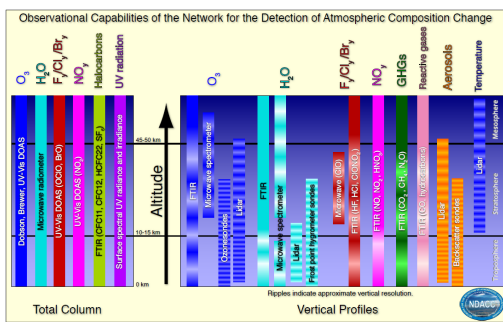 Observational Capabilities of the Network for the Detection of Atmospheric Composition Change
O3
H2O
Fy/Cly/Bry
NOy
Halocarbons
UV radiation
O3
H2O
Fy/Cly/Bry
NOy
GHGs
Reactive gases
Aerosols
Temperature
Dobson, Brewer, UV-Vis DOAS
Microwave radiometer
UV-Vis DOAS (OClO, BrO)
UV-Vis DOAS (NO2)
FTIR (CFC11, CFC12, HCFC22, SF6)
Surface spectral UV radiance and irradiance
Altitude
45-50 km
10-15 km
0 km
FTIR
Microwave spectrometer
Ozonesondes
Lidar
FTIR
Microwave spectrometer
Lidar
Frost point hygrometer sondes
Microwave (ClO)
FTIR (HF, HCl, ClONO2)
FTIR (NO, NO2, HNO3)
FTIR (CO2, CH4, N2O)
FTIR (CO, hydrocarbons)
Lidar
Backscatter sondes
Lidar
Mesosphere
Stratosphere
Troposphere
Ripples indicate approximate vertical resolution.
Total Column
Vertical Profiles
NDACC